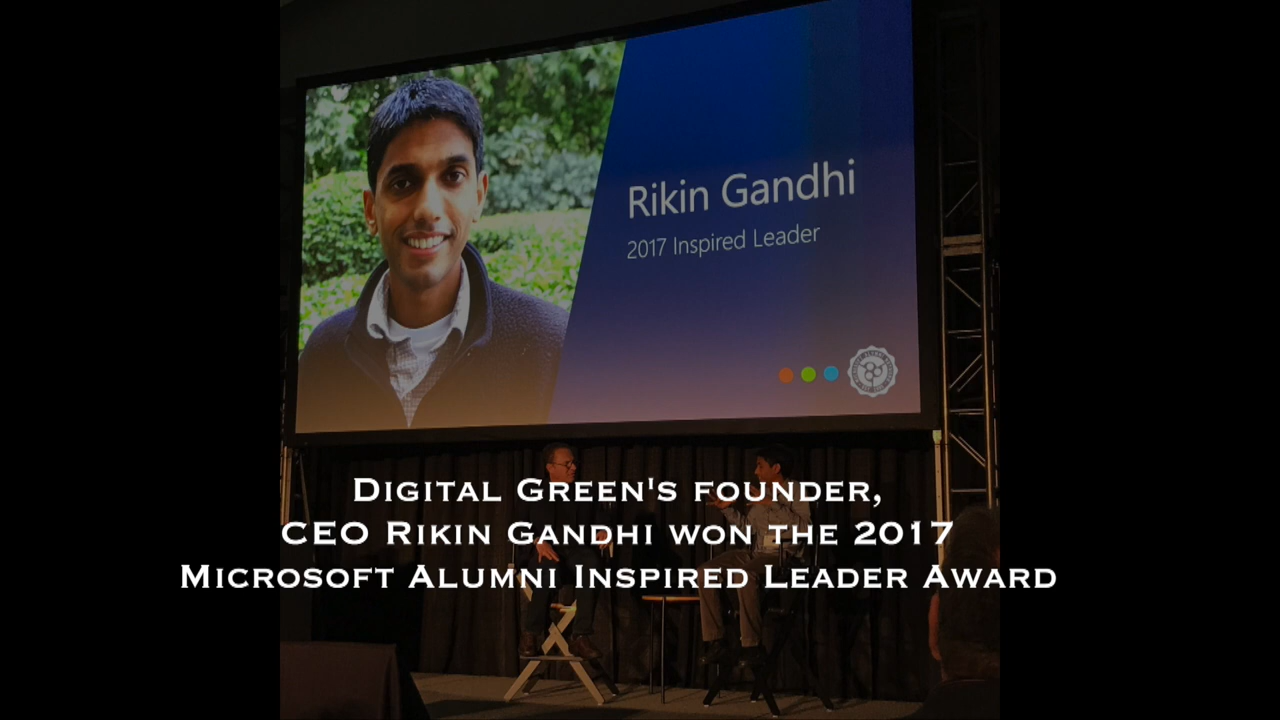 Rikin Gandhi
2017 Inspired Leader
DIGITAL GREEN'S FOUNDER,
CEO RIKIN GANDHI WON THE 2017
MICROSOFT ALUMNI INSPIRED LEADER AWARD